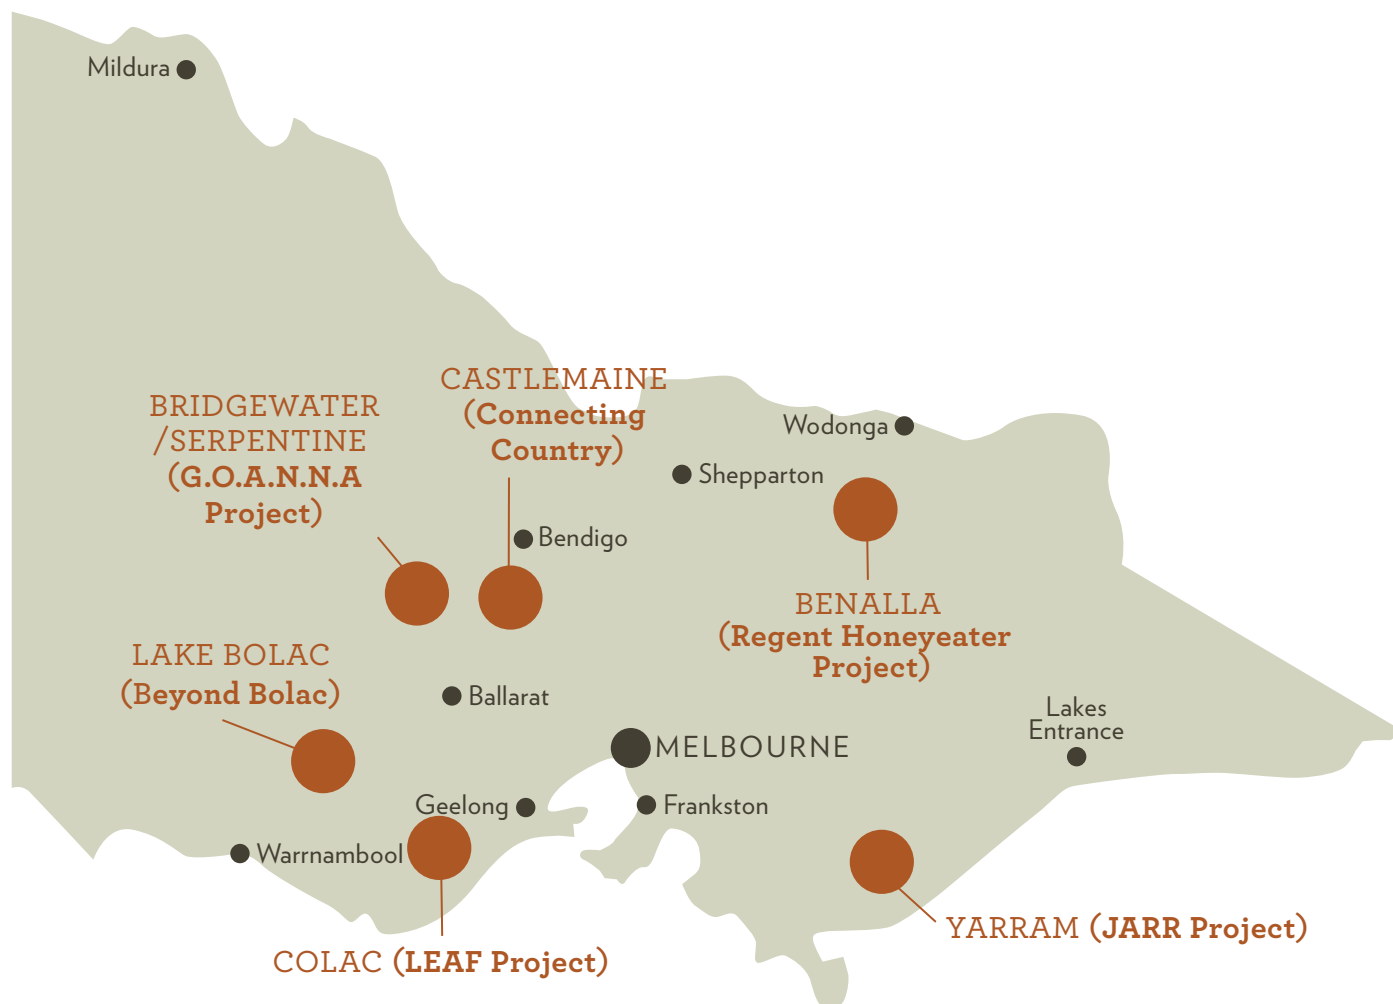 Mildura
CASTLEMAINE
(Connecting
Country)
BRIDGEWATER
/SERPENTINE
(G.O.A.N.N.A
Project)
Wodonga
Shepparton
Bendigo
BENALLA
(Regent Honeyeater
Project)
LAKE BOLAC
(Beyond Bolac)
Ballarat
Lakes
Entrance
MELBOURNE
Geelong
Frankston
Warrnambool
YARRAM (JARR Project)
COLAC (LEAF Project)